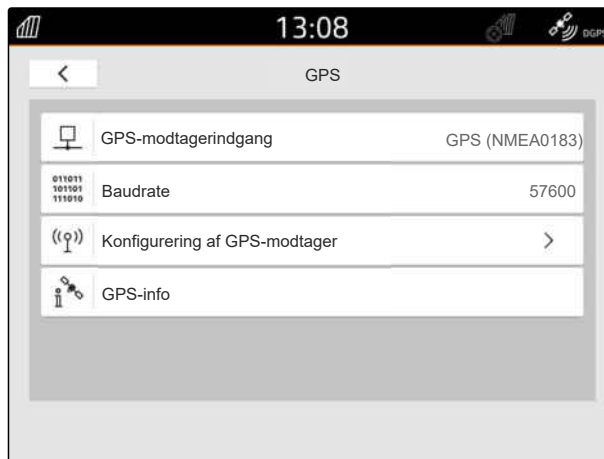 13:08
DGPS
GPS
GPS-modtagerindgang GPS (NMEA0183)
011011
101101
111010
Baudrate 57600
Konfigurering af GPS-modtager
GPS-info